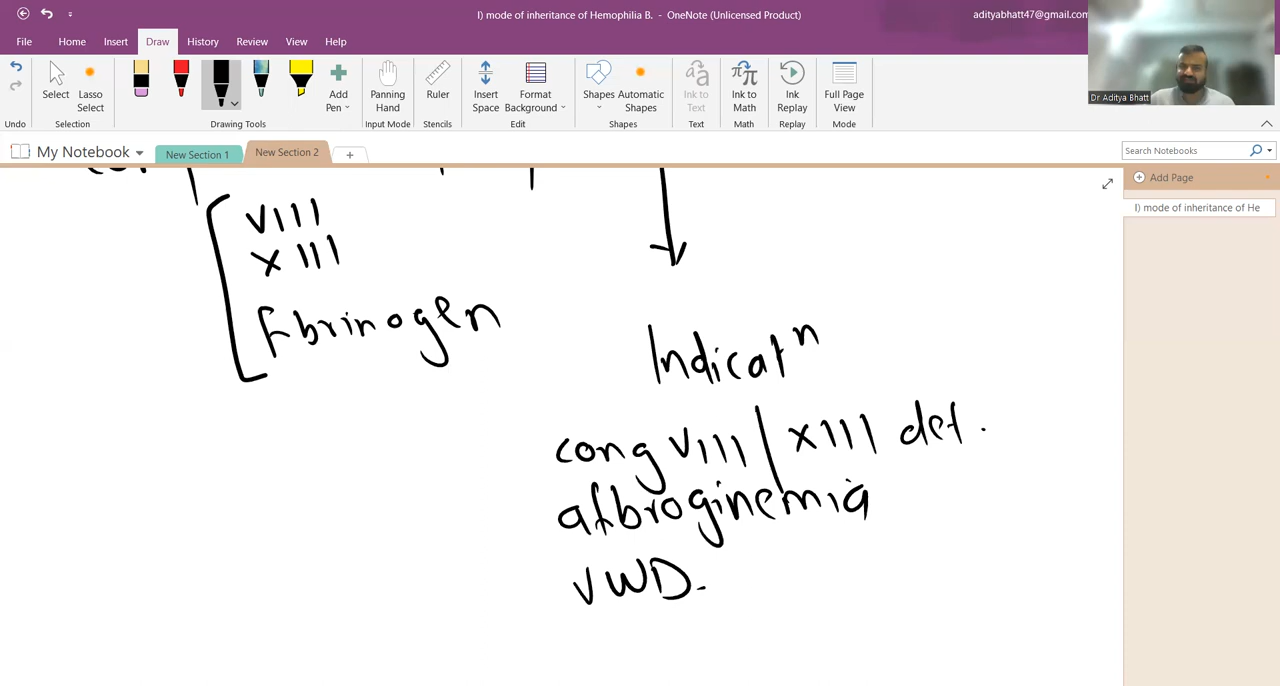 I) mode of inheritance of Hemophilia B. - OneNote (Unlicensed Product)
adityabhatt47@gmail.com
File Home Insert Draw History Review View Help
Undo
Select
Lasso Select
Selection
Add Pen
Drawing Tools
Panning Hand
Input Mode
Ruler
Stencils
Insert Space
Format Background
Edit
Shapes
Automatic Shapes
Shapes
Ink to Text
Text
Ink to Math
Math
Ink Replay
Replay
Full Page View
Mode
Dr Aditya Bhatt
My Notebook
New Section 1
New Section 2
Search Notebooks
Add Page
I) mode of inheritance of He
VIII
XIII
Fibrinogen
Indicatn
cong VIII / XIII def.
afibroginemia
VWD.